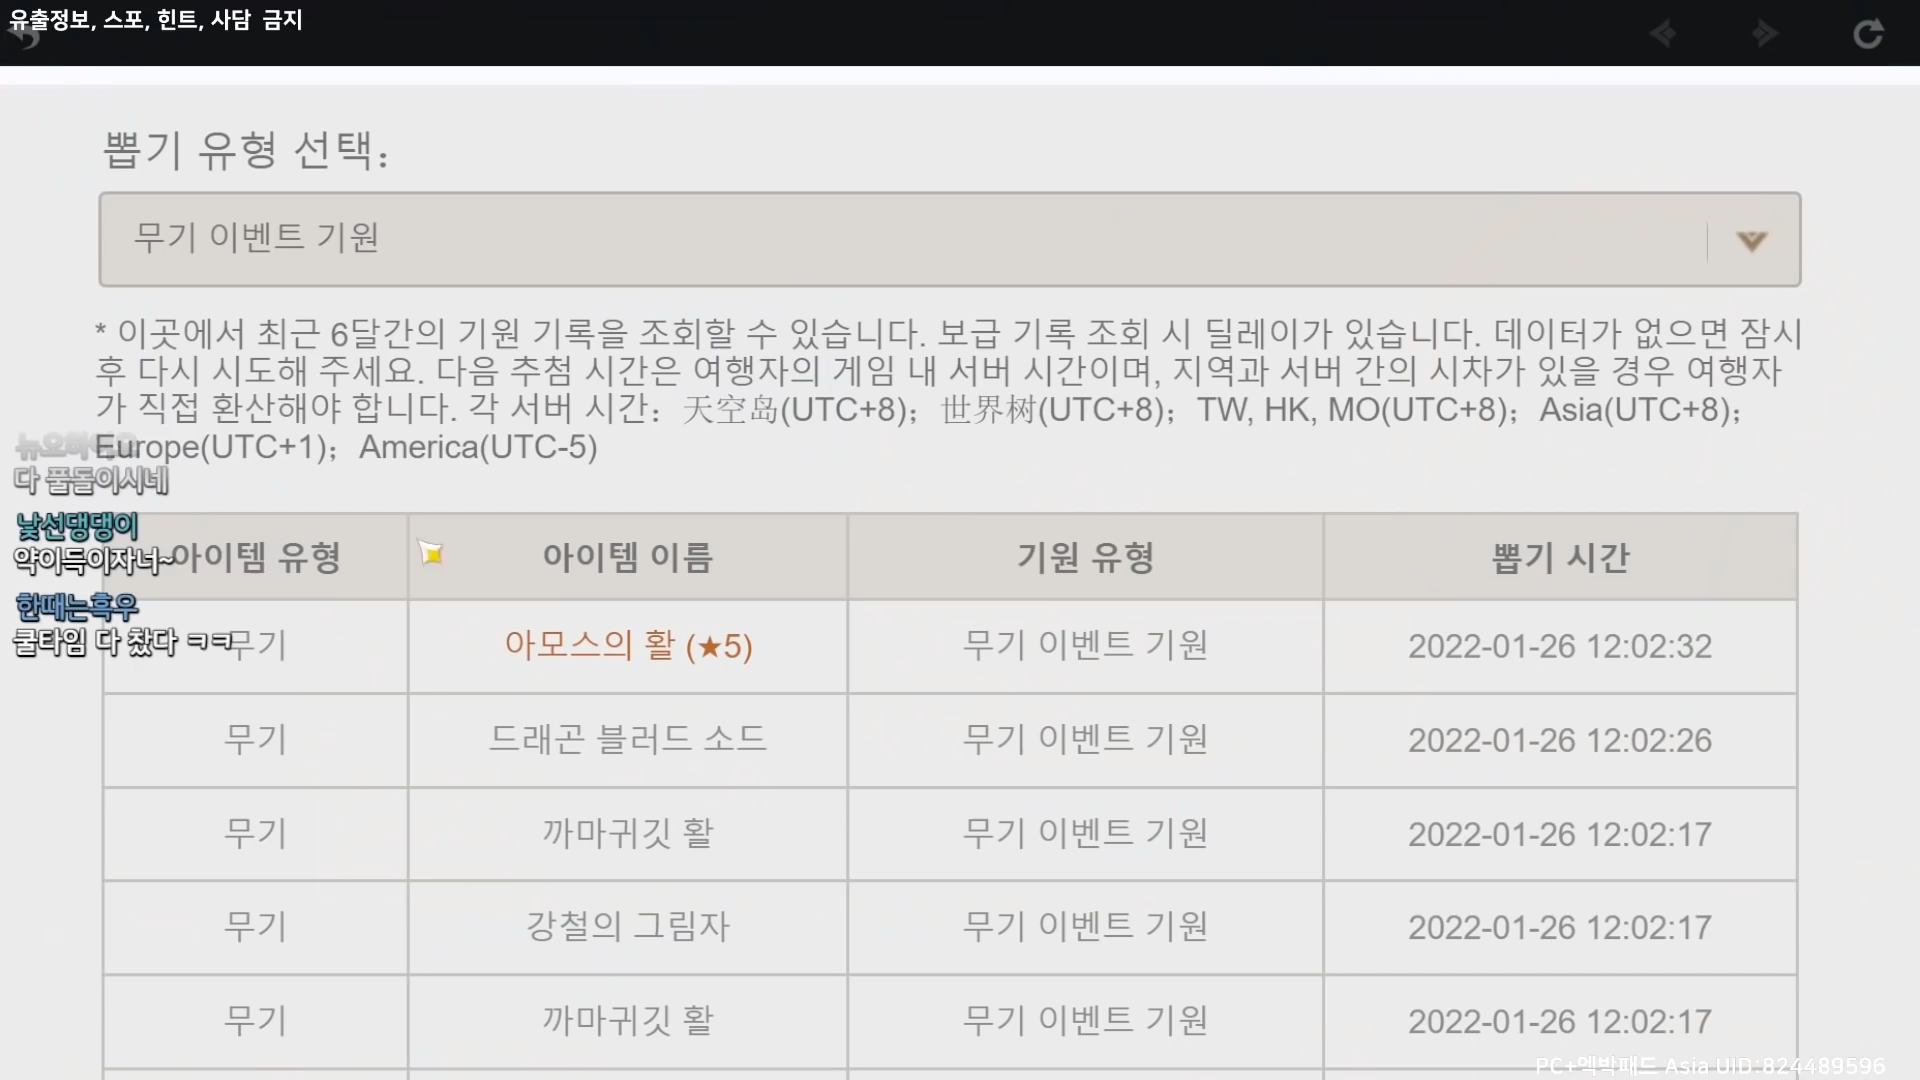 유출정보, 스포, 힌트, 사담 금지
뽑기 유형 선택:
무기 이벤트 기원
* 이곳에서 최근 6달간의 기원 기록을 조회할 수 있습니다. 보급 기록 조회 시 딜레이가 있습니다. 데이터가 없으면 잠시
후 다시 시도해 주세요. 다음 추첨 시간은 여행자의 게임 내 서버 시간이며, 지역과 서버 간의 시차가 있을 경우 여행자
가 직접 환산해야 합니다. 각 서버 시간: 天空岛(UTC+8); 世界树(UTC+8); TW, HK, MO(UTC+8); Asia(UTC+8);
Europe(UTC+1); America(UTC-5)
다 풀돌이시네
낯선댕댕이
약이득이자너~
한때는흑우
쿨타임 다 찼다 ㅋㅋ
아이템 유형 아이템 이름 기원 유형 뽑기 시간
무기 아모스의 활 (★5) 무기 이벤트 기원 2022-01-26 12:02:32
무기 드래곤 블러드 소드 무기 이벤트 기원 2022-01-26 12:02:26
무기 까마귀깃 활 무기 이벤트 기원 2022-01-26 12:02:17
무기 강철의 그림자 무기 이벤트 기원 2022-01-26 12:02:17
무기 까마귀깃 활 무기 이벤트 기원 2022-01-26 12:02:17
PC+엑박패드 Asia UID:824489596